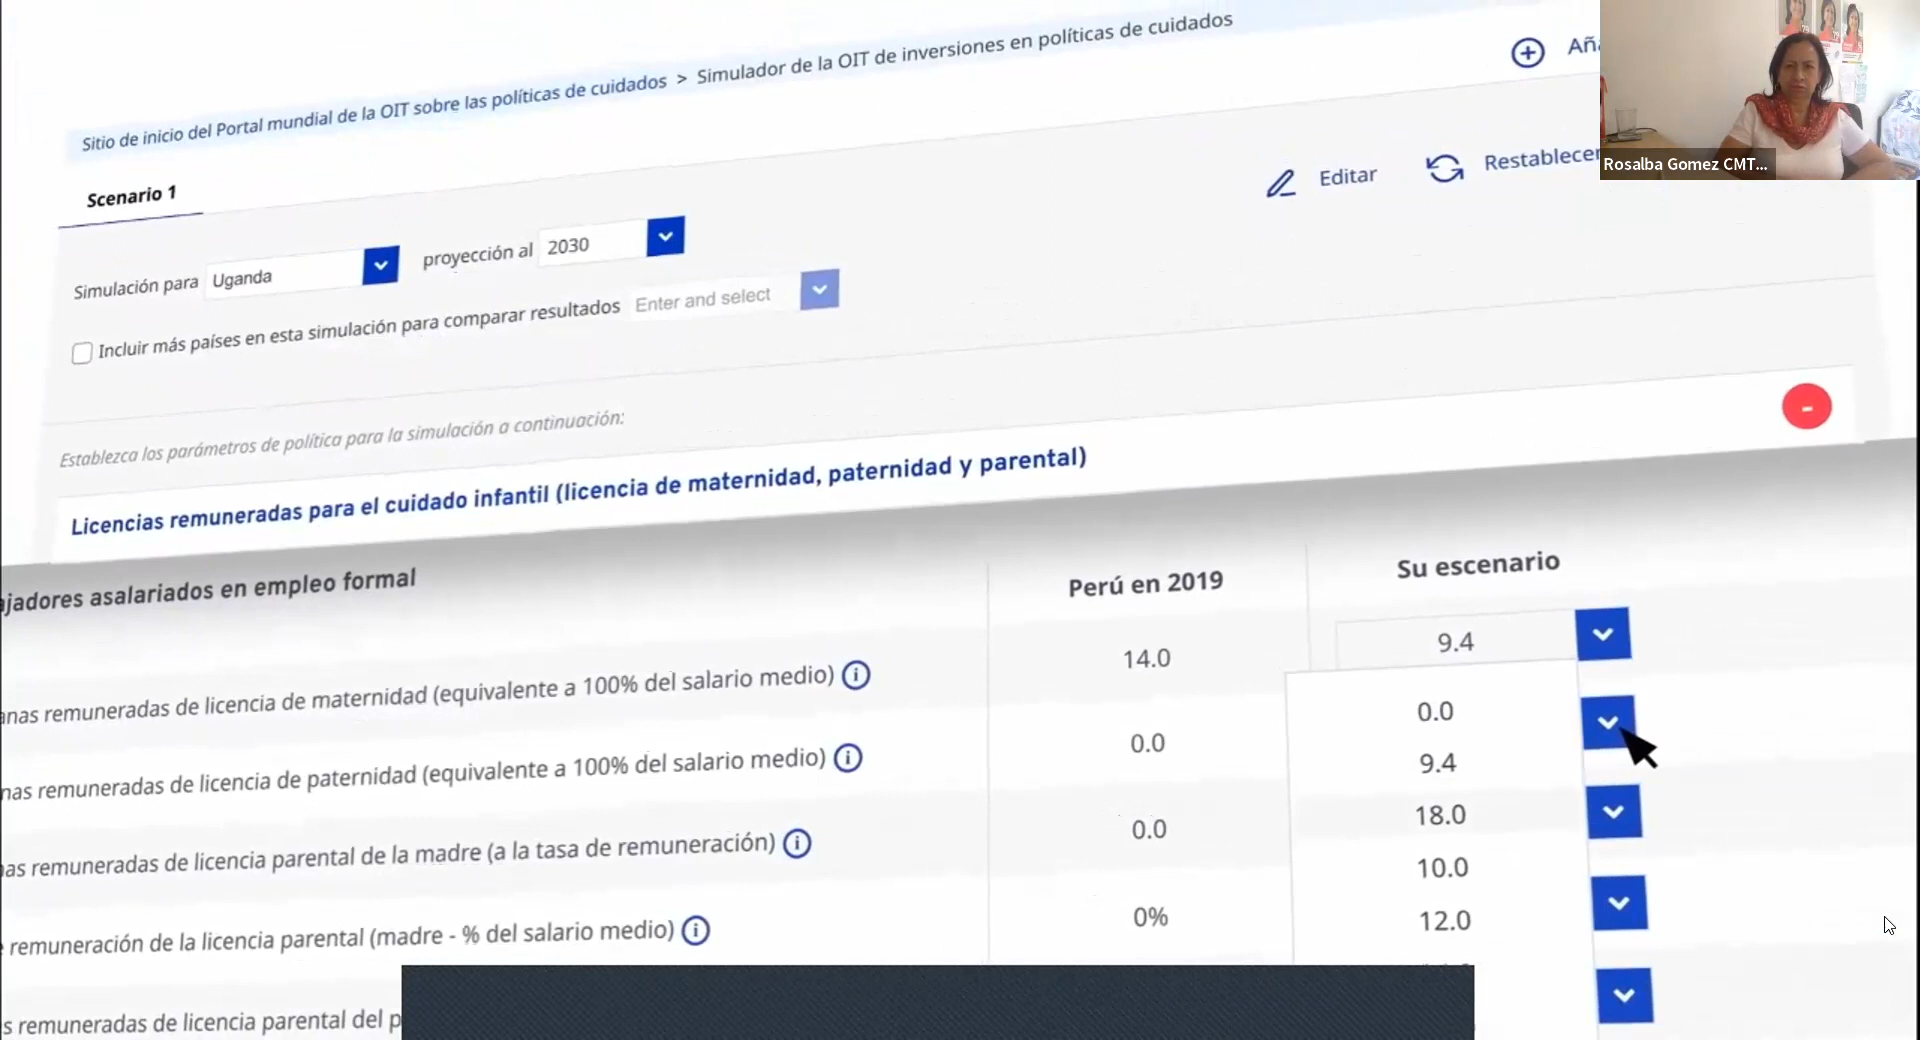 Sitio de inicio del Portal mundial de la OIT sobre las políticas de cuidados > Simulador de la OIT de inversiones en políticas de cuidados
Scenario 1
Editar
Restablecer
Simulación para Uganda proyección al 2030
Incluir más países en esta simulación para comparar resultados Enter and select
Establezca los parámetros de política para la simulación a continuación:
Licencias remuneradas para el cuidado infantil (licencia de maternidad, paternidad y parental)
asalariados en empleo formal
Perú en 2019
Su escenario
remuneradas de licencia de maternidad (equivalente a 100% del salario medio) 14.0 9.4
remuneradas de licencia de paternidad (equivalente a 100% del salario medio) 0.0
remuneradas de licencia parental de la madre (a la tasa de remuneración) 0.0
remuneración de la licencia parental (madre - % del salario medio) 0%
remuneradas de licencia parental del
0.0
9.4
18.0
10.0
12.0
Rosalba Gomez CMT...